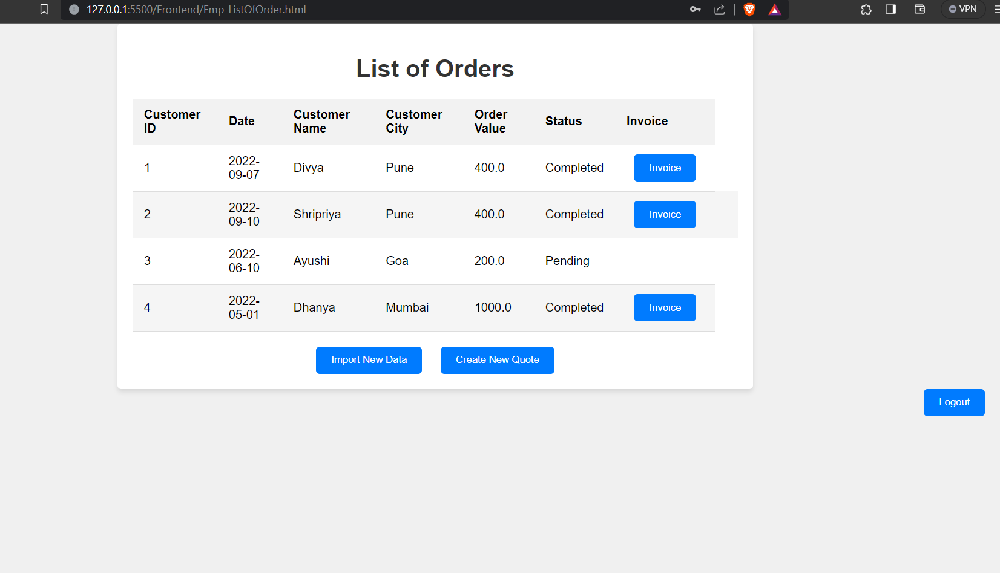 127.0.0.1:5500/Frontend/Emp_ListOfOrder.html
VPN
List of Orders
Customer ID Date Customer Name Customer City Order Value Status Invoice
1 2022-09-07 Divya Pune 400.0 Completed Invoice
2 2022-09-10 Shripriya Pune 400.0 Completed Invoice
3 2022-06-10 Ayushi Goa 200.0 Pending
4 2022-05-01 Dhanya Mumbai 1000.0 Completed Invoice
Import New Data Create New Quote
Logout